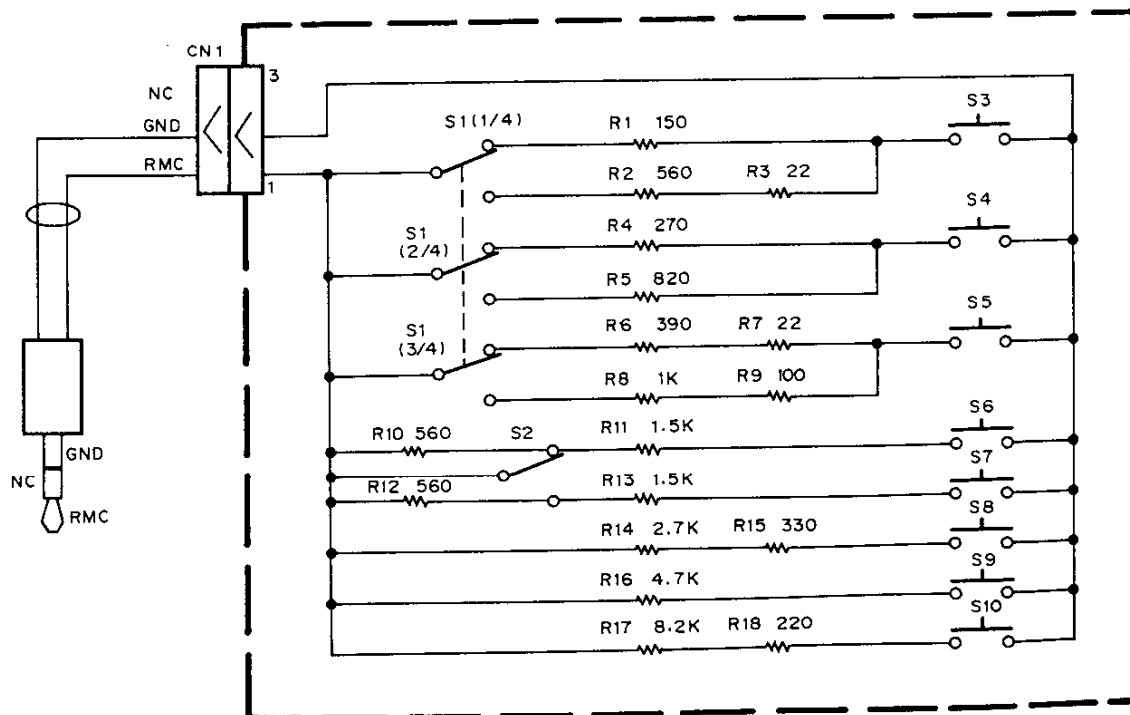 CN1
3
NC
GND
RMC
1
S1(1/4)
R1 150
S3
R2 560
R3 22
S1
(2/4)
R4 270
S4
R5 820
S1
(3/4)
R6 390
R7 22
S5
R8 1K
R9 100
R10 560
S2
R11 1.5K
S6
R12 560
R13 1.5K
S7
R14 2.7K
R15 330
S8
R16 4.7K
S9
R17 8.2K
R18 220
S10
GND
NC
RMC